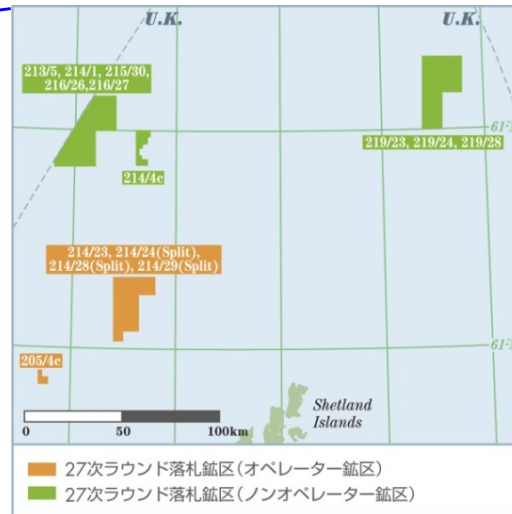 U.K.
U.K.
213/5, 214/1, 215/30,
216/26,216/27
61°N
219/23, 219/24, 219/28
214/4c
214/23, 214/24(Split),
214/28(Split), 214/29(Split)
61°N
205/4c
Shetland
Islands
0 50 100km
27次ラウンド落札鉱区(オペレーター鉱区)
27次ラウンド落札鉱区(ノンオペレーター鉱区)